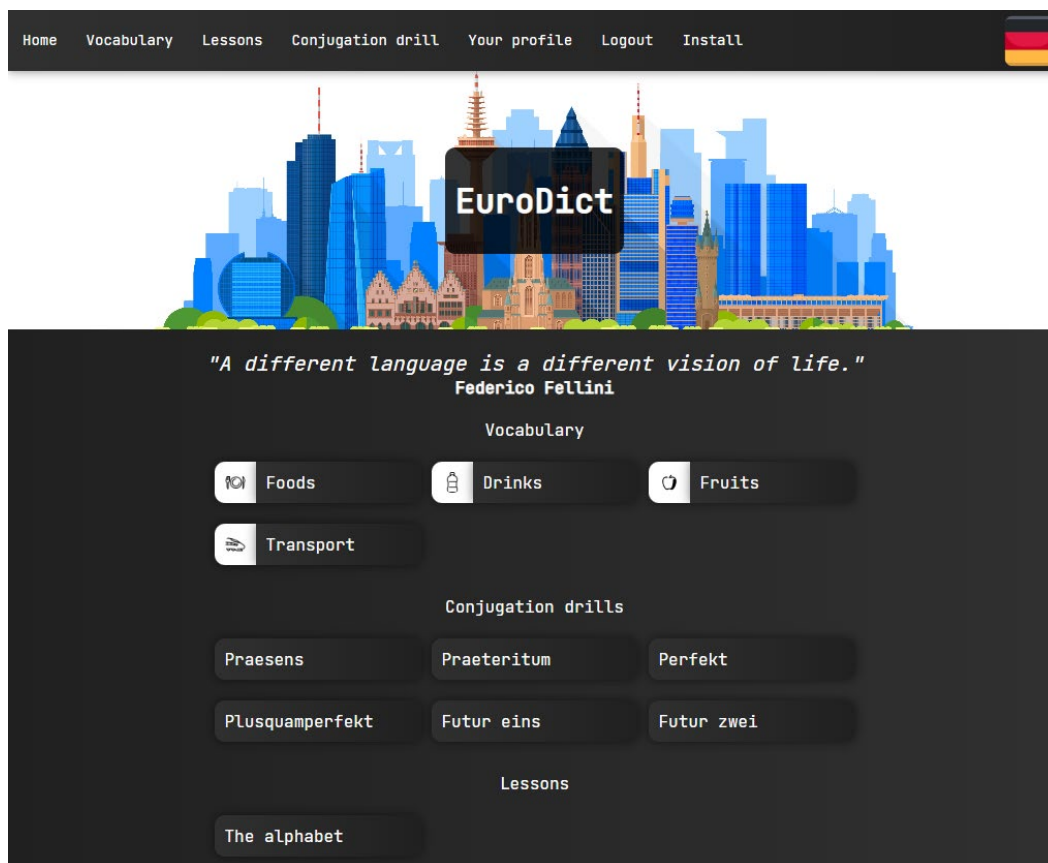 Home Vocabulary Lessons Conjugation drill Your profile Logout Install
EuroDict
"A different language is a different vision of life."
Federico Fellini
Vocabulary
Foods Drinks Fruits
Transport
Conjugation drills
Praesens Praeteritum Perfekt
Plusquamperfekt Futur eins Futur zwei
Lessons
The alphabet